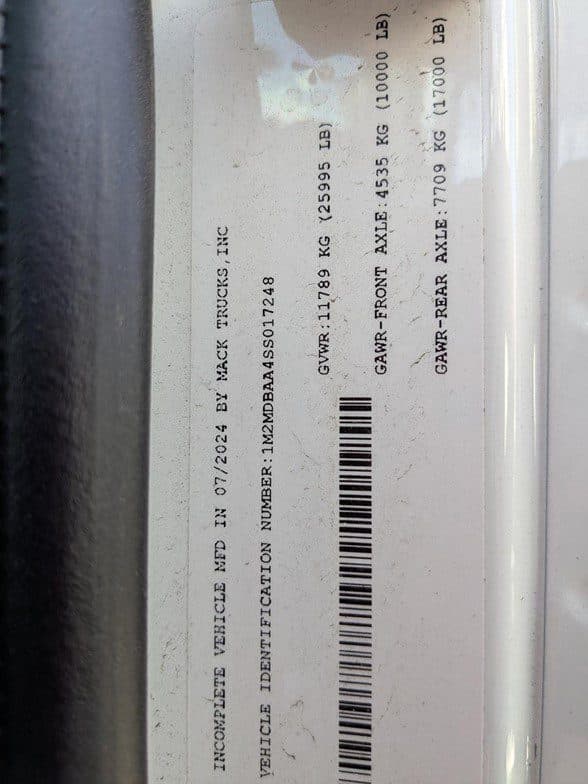 INCOMPLETE VEHICLE MFD IN 07/2024 BY MACK TRUCKS,INC
VEHICLE IDENTIFICATION NUMBER:1M2MDBAA4SS017248
GVWR:11789 KG (25995 LB)
GAWR-FRONT AXLE:4535 KG (10000 LB)
GAWR-REAR AXLE:7709 KG (17000 LB)